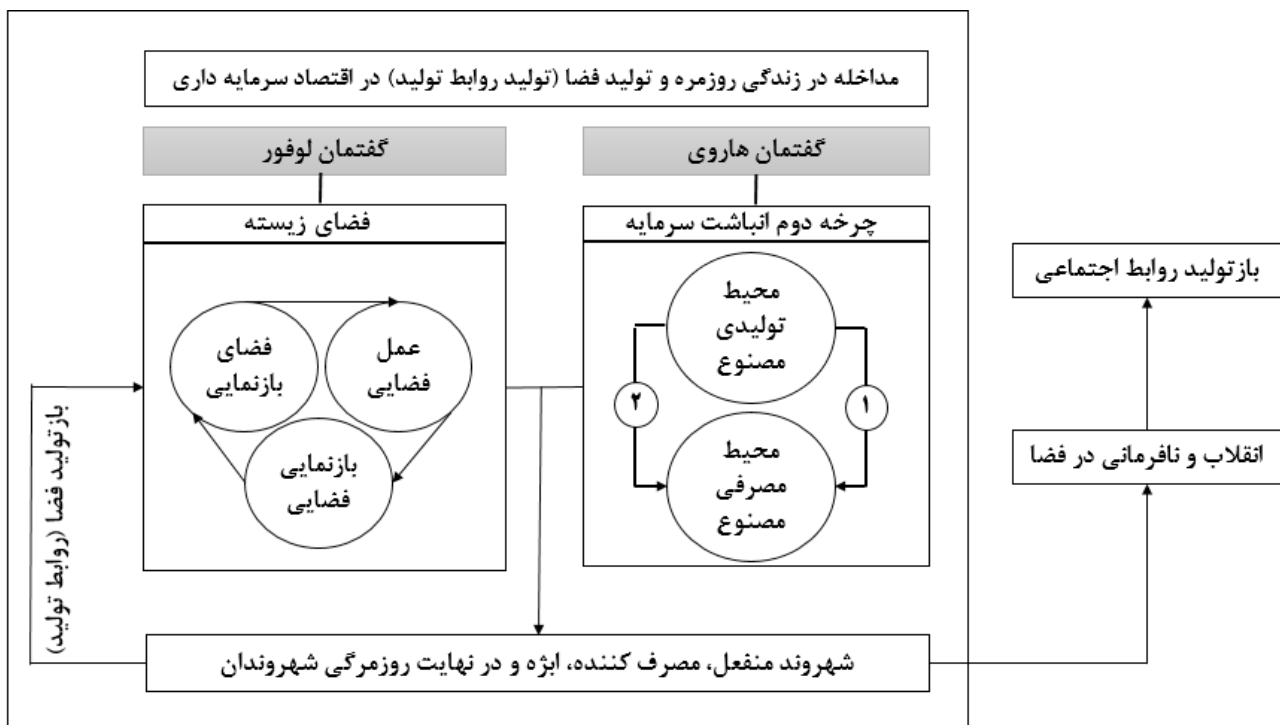 مداخله در زندگی روزمره و تولید فضا (تولید روابط تولید) در اقتصاد سرمایه داری
گفتمان هاروی
گفتمان لوفور
چرخه دوم انباشت سرمایه
محیط
تولیدی
مصنوع
۱
۲
محیط
مصرفی
مصنوع
فضای زیسته
عمل
فضایی
فضای
بازنمایی
بازنمایی
فضایی
بازتولید روابط اجتماعی
انقلاب و نافرمانی در فضا
شهروند منفعل، مصرف کننده، ابژه و در نهایت روزمرگی شهروندان
بازتولید فضا (روابط تولید)